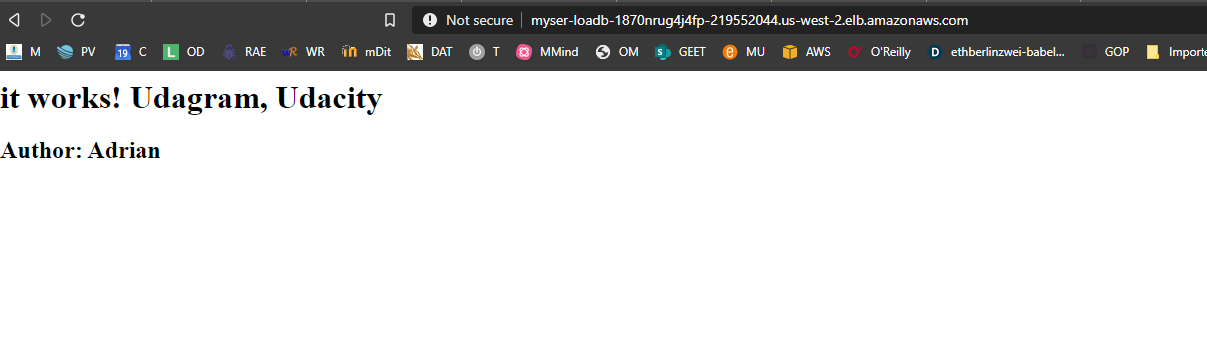 Not secure myser-loadb-1870nrug4j4fp-219552044.us-west-2.elb.amazonaws.com
M PV 19 C L OD RAE WR mDit DAT T MMind OM GEET e MU AWS O'Reilly D ethberlinzwei-babel... GOP Importe
it works! Udagram, Udacity
Author: Adrian